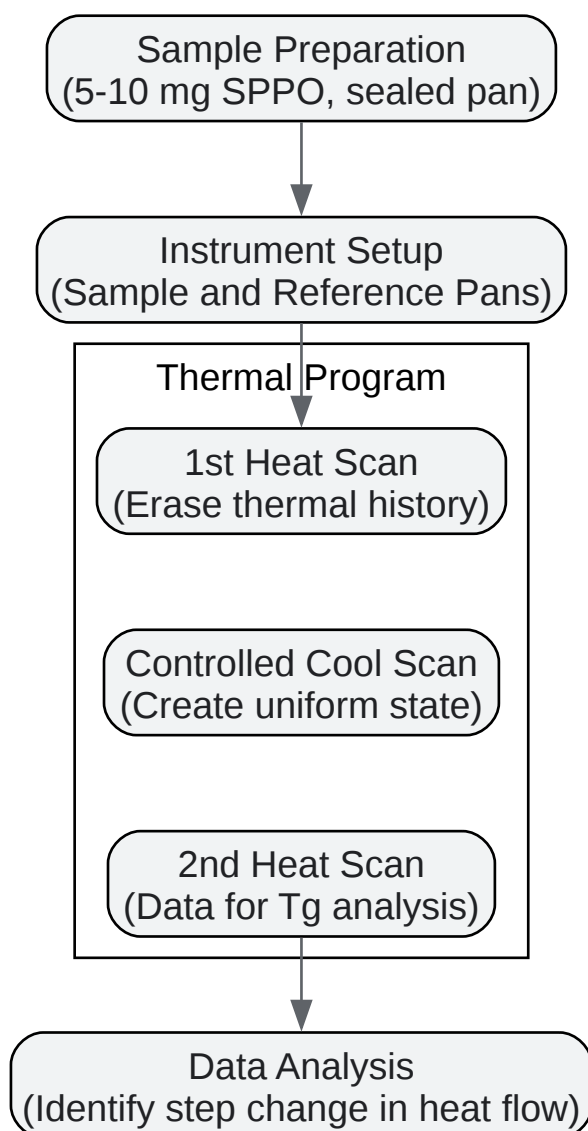 Sample Preparation
(5-10 mg SPPO, sealed pan)
Instrument Setup
(Sample and Reference Pans)
Thermal Program
1st Heat Scan
(Erase thermal history)
Controlled Cool Scan
(Create uniform state)
2nd Heat Scan
(Data for Tg analysis)
Data Analysis
(Identify step change in heat flow)